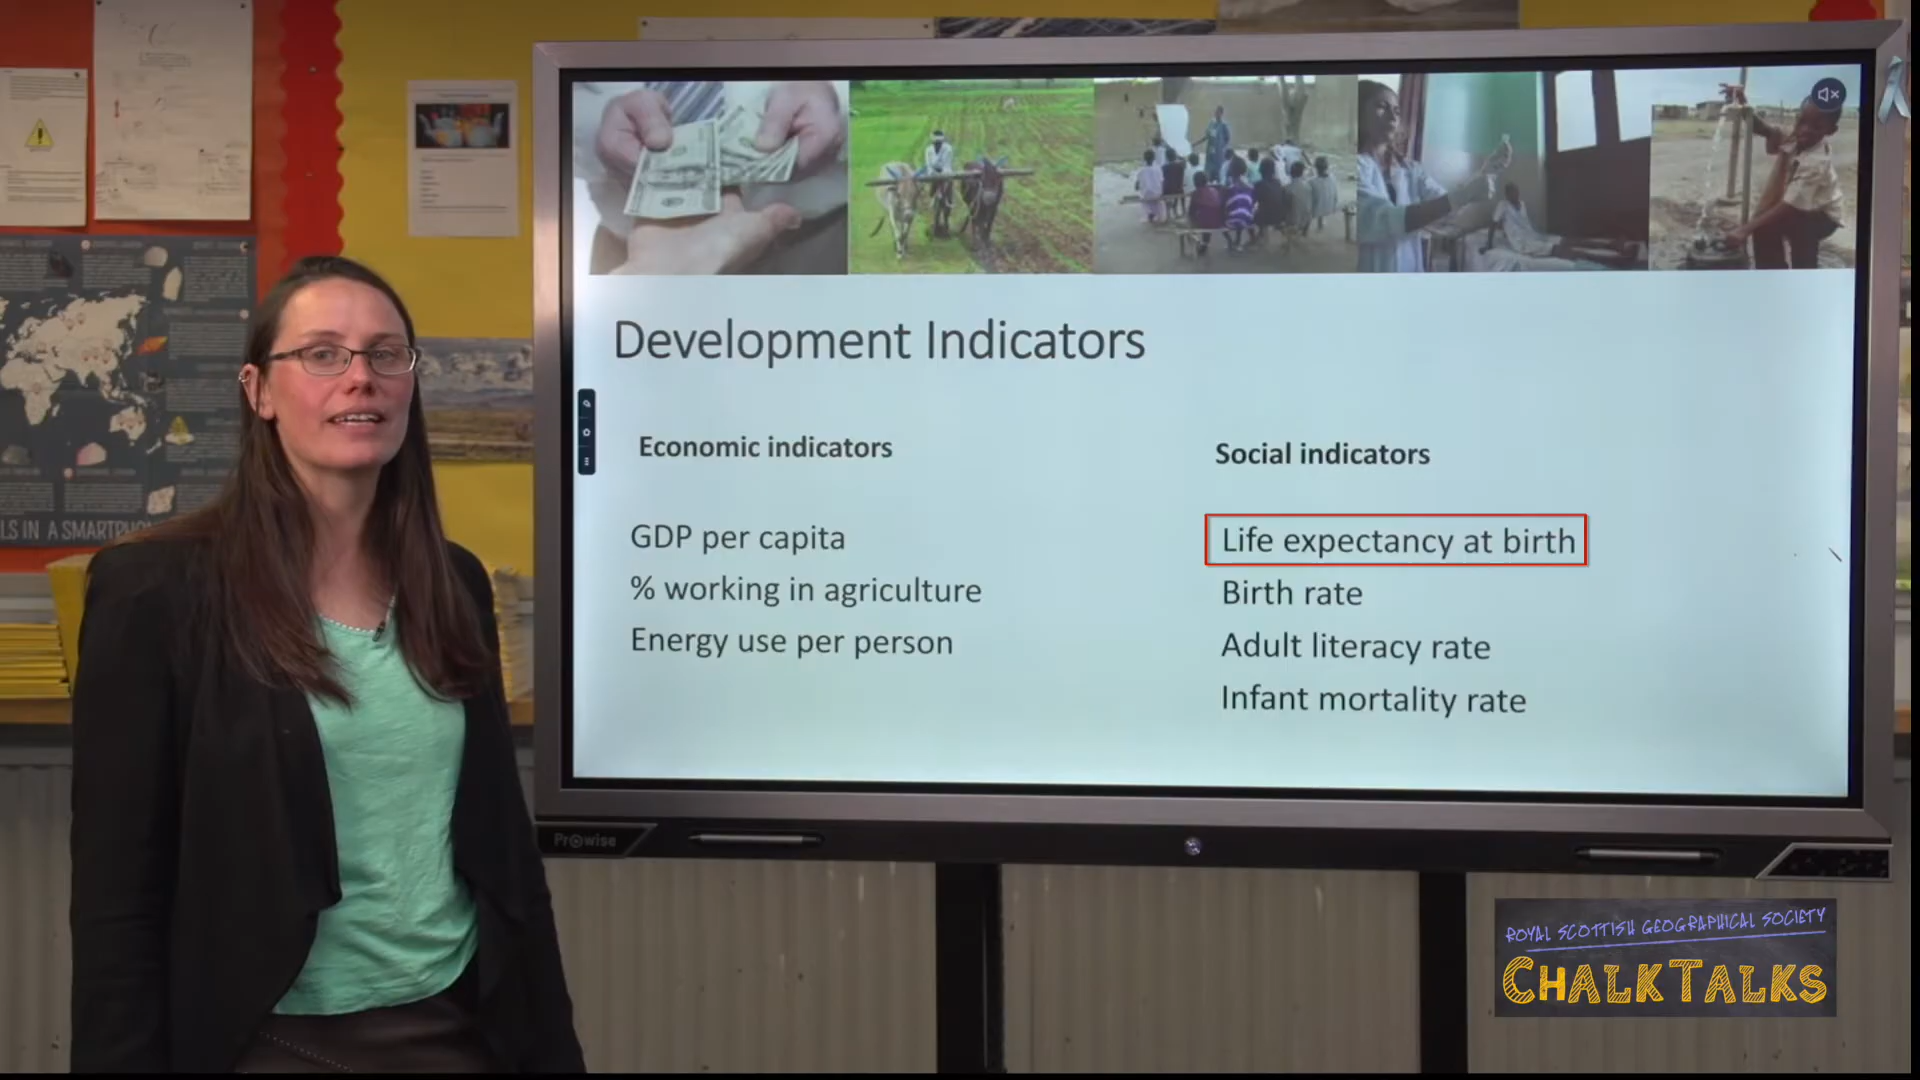 Development Indicators
Economic indicators
GDP per capita
% working in agriculture
Energy use per person
Social indicators
Life expectancy at birth
Birth rate
Adult literacy rate
Infant mortality rate
LS IN A SMARTPH
Prowise
ROYAL SCOTTISH GEOGRAPHICAL SOCIETY
CHALKTALKS